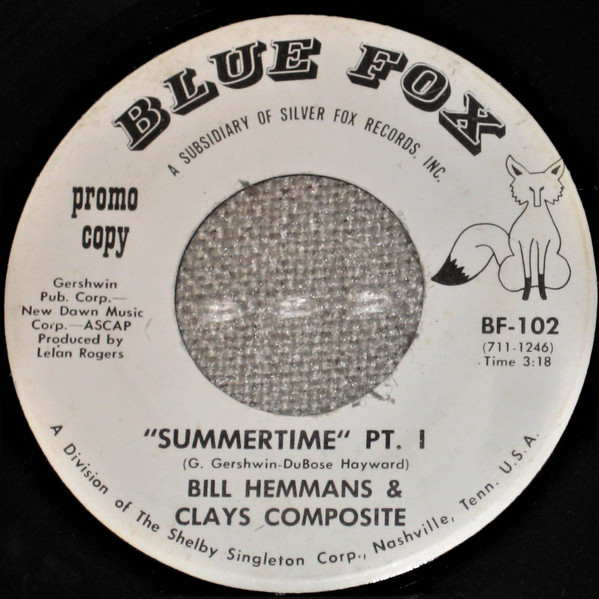 BLUE FOX
A SUBSIDIARY OF SILVER FOX RECORDS, INC.
promo
copy
Gershwin
Pub. Corp.—
New Dawn Music
Corp.—ASCAP
Produced by
Lelan Rogers
BF-102
(711-1246)
Time 3:18
"SUMMERTIME" PT. I
(G. Gershwin-DuBose Hayward)
BILL HEMMANS &
CLAYS COMPOSITE
A Division of The Shelby Singleton Corp., Nashville, Tenn. U.S.A.